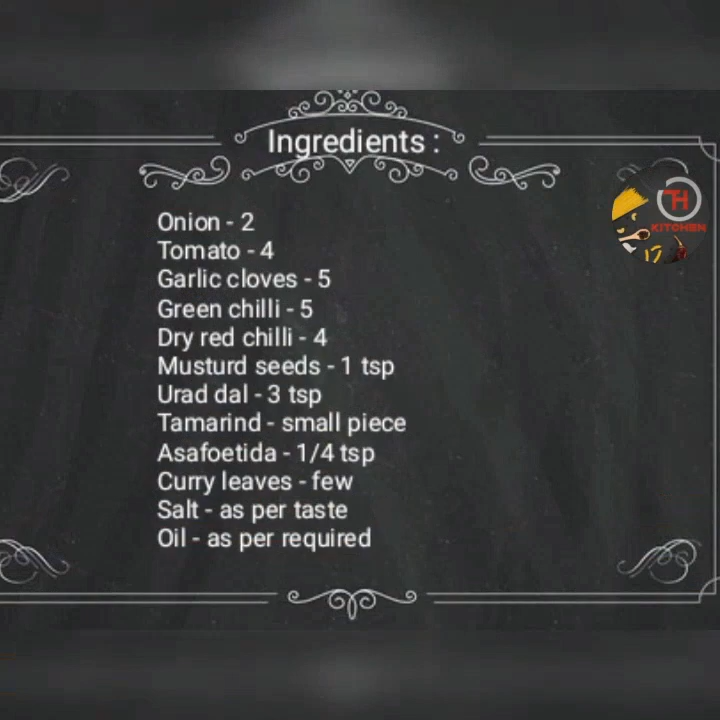 Ingredients :
Onion - 2
Tomato - 4
Garlic cloves - 5
Green chilli - 5
Dry red chilli - 4
Musturd seeds - 1 tsp
Urad dal - 3 tsp
Tamarind - small piece
Asafoetida - 1/4 tsp
Curry leaves - few
Salt - as per taste
Oil - as per required
TH
KITCHEN